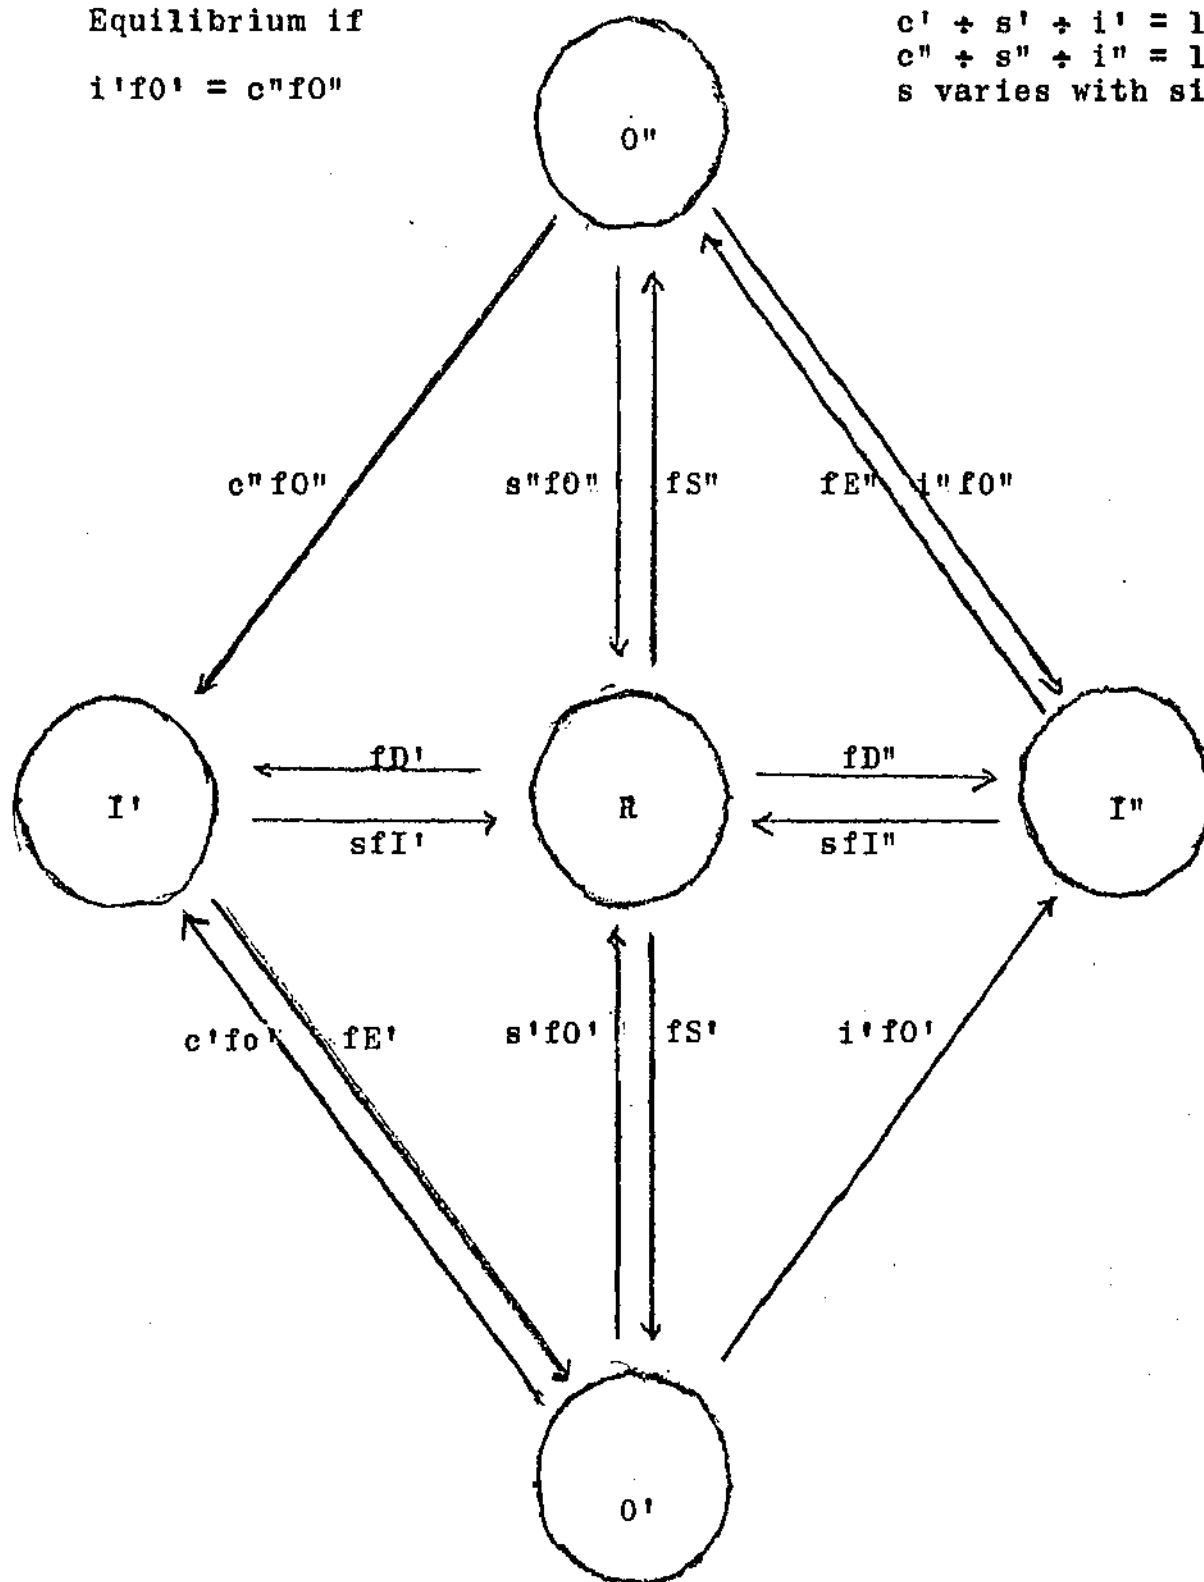 Equilibrium if
i'fO' = c"fO"
c' ÷ s' ÷ i' = 1
c" ÷ s" ÷ i" = 1
s varies with si
O"
c"fO"
s"fO"
fS"
fE"
i"fO"
fD'
fD"
I'
R
I"
sfI'
sfI"
c'fo'
fE'
s'fO'
fS'
i'fO'
O'